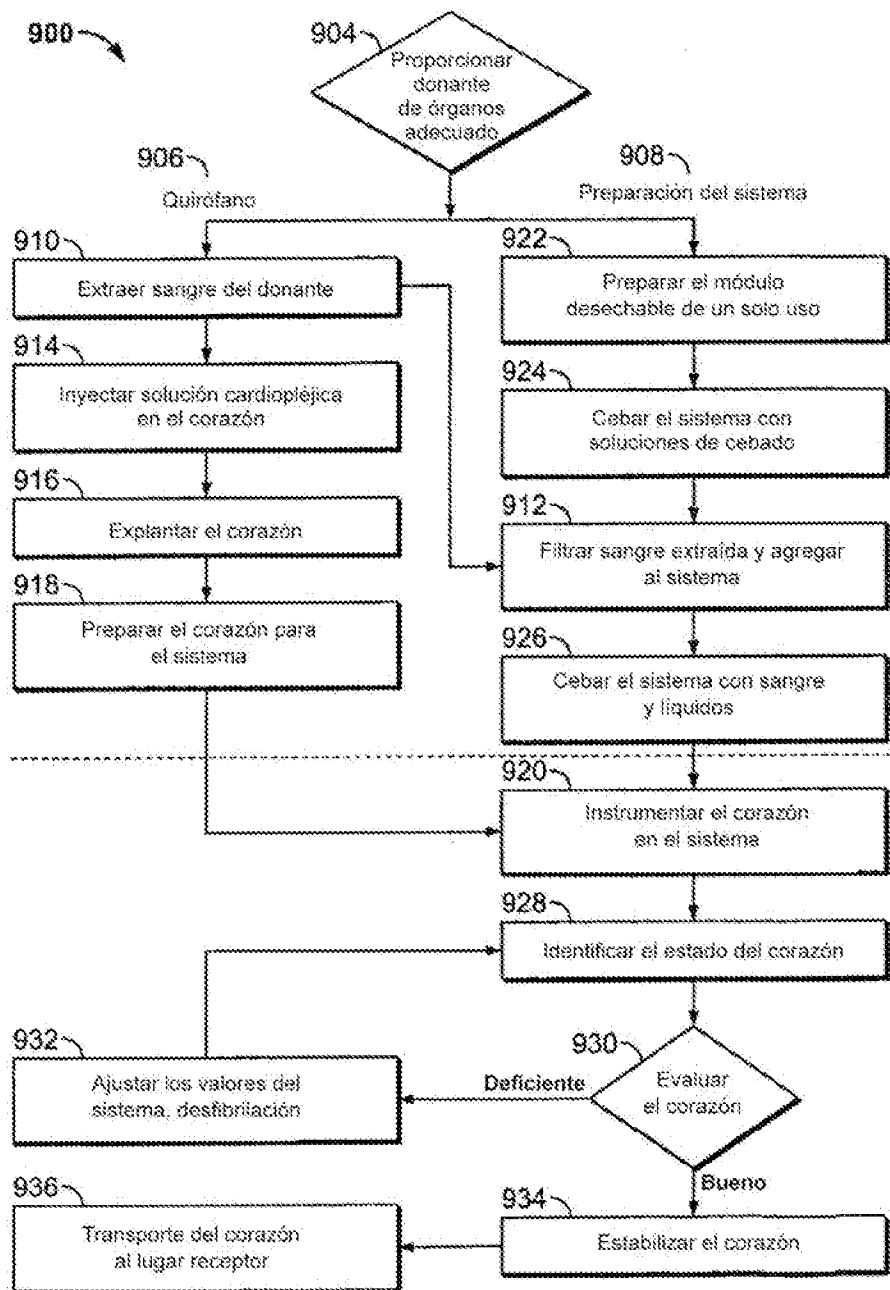 900
904
Proporcionar
donante
de órganos
adecuado
906
Quirófano
908
Preparación del sistema
910
Extraer sangre del donante
922
Preparar el módulo
desechable de un solo uso
914
Inyectar solución cardiopléjica
en el corazón
924
Cebar el sistema con
soluciones de cebado
916
Explantar el corazón
912
Filtrar sangre extraída y agregar
al sistema
918
Preparar el corazón para
el sistema
926
Cebar el sistema con sangre
y líquidos
920
Instrumentar el corazón
en el sistema
928
Identificar el estado del corazón
932
Ajustar los valores del
sistema, desfibrilación
Deficiente
930
Evaluar
el corazón
Bueno
936
Transporte del corazón
al lugar receptor
934
Estabilizar el corazón